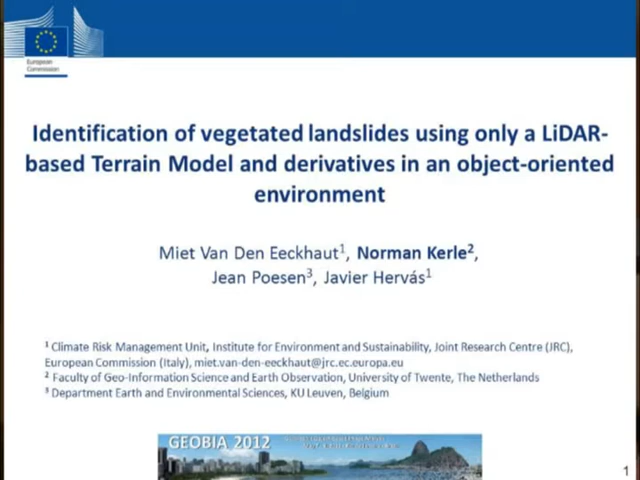 European
Commission
Identification of vegetated landslides using only a LiDAR-
based Terrain Model and derivatives in an object-oriented
environment
Miet Van Den Eeckhaut¹, Norman Kerle²,
Jean Poesen³, Javier Hervás¹
¹ Climate Risk Management Unit, Institute for Environment and Sustainability, Joint Research Centre (JRC),
European Commission (Italy), miet.van-den-eeckhaut@jrc.ec.europa.eu
² Faculty of Geo-Information Science and Earth Observation, University of Twente, The Netherlands
³ Department Earth and Environmental Sciences, KU Leuven, Belgium
GEOBIA 2012
1